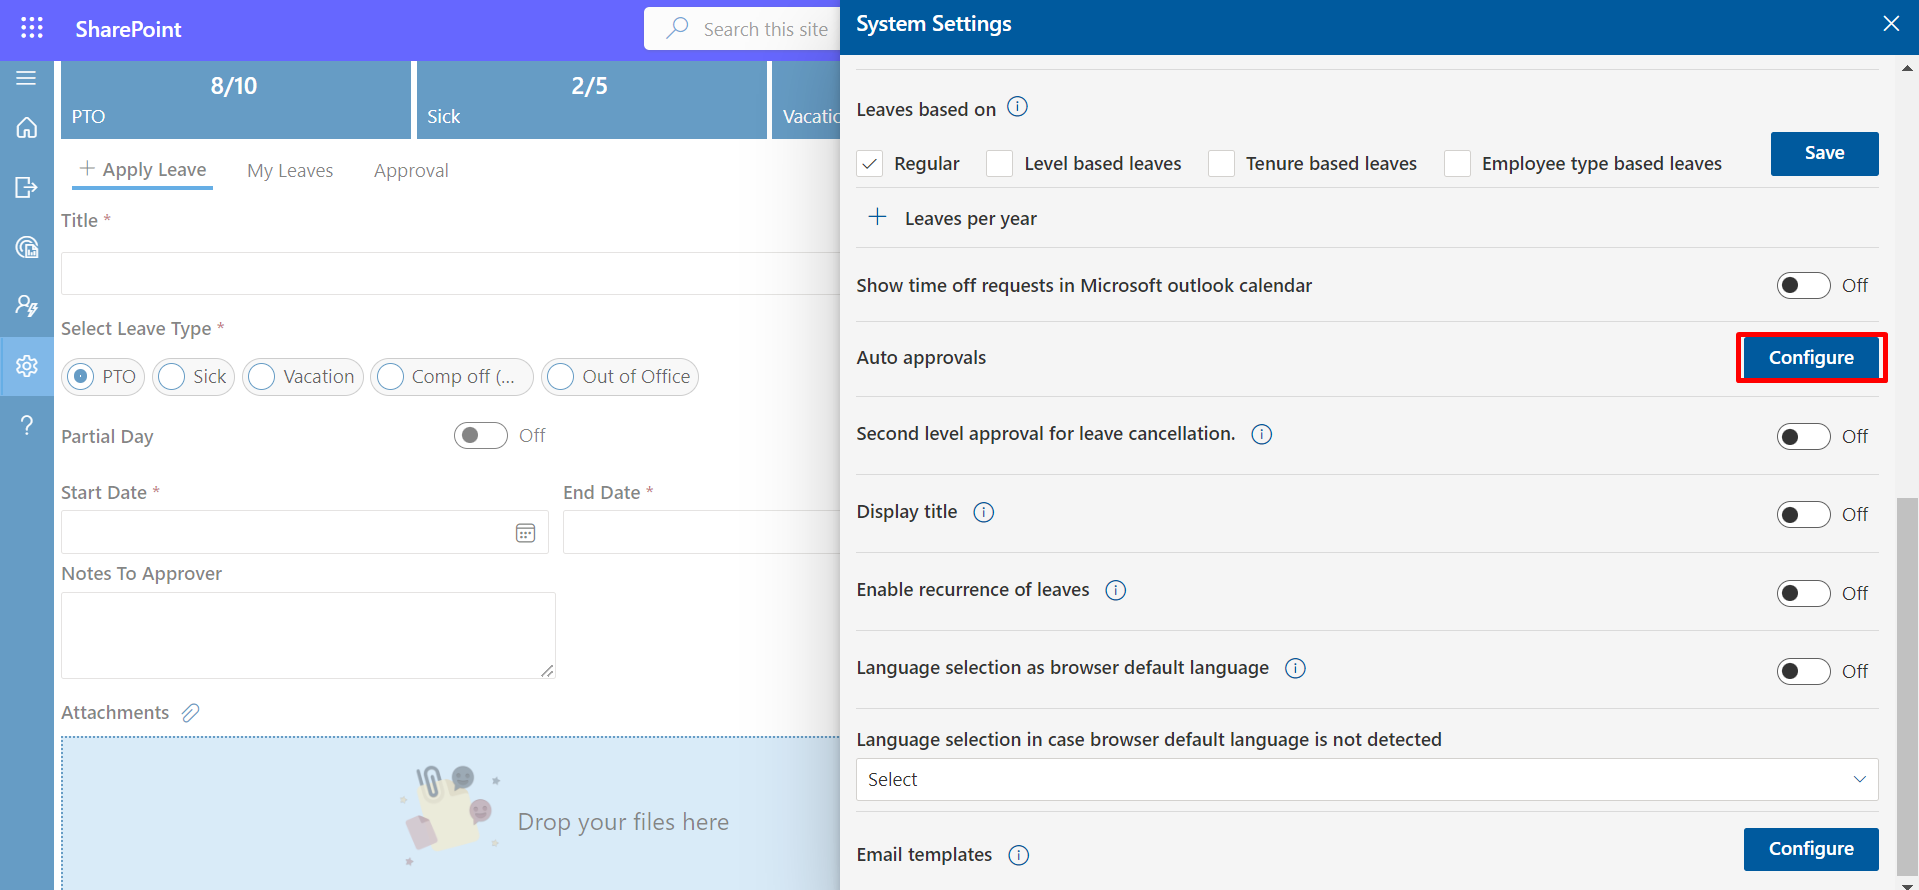 SharePoint
Search this site
8/10
PTO
2/5
Sick
Apply Leave
My Leaves
Approval
Title *
Select Leave Type *
PTO
Sick
Vacation
Comp off (...
Out of Office
Partial Day
Off
Start Date *
End Date *
Notes To Approver
Attachments
Drop your files here
System Settings
Leaves based on
Regular
Level based leaves
Tenure based leaves
Employee type based leaves
Save
Leaves per year
Show time off requests in Microsoft outlook calendar
Off
Auto approvals
Configure
Second level approval for leave cancellation.
Off
Display title
Off
Enable recurrence of leaves
Off
Language selection as browser default language
Off
Language selection in case browser default language is not detected
Select
Email templates
Configure